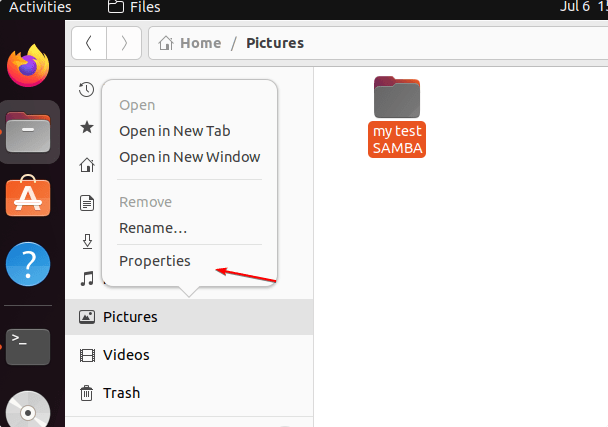 Activities
Files
Jul 6
Home / Pictures
Open
Open in New Tab
Open in New Window
Remove
Rename...
Properties
Pictures
Videos
Trash
my test
SAMBA
>_
?